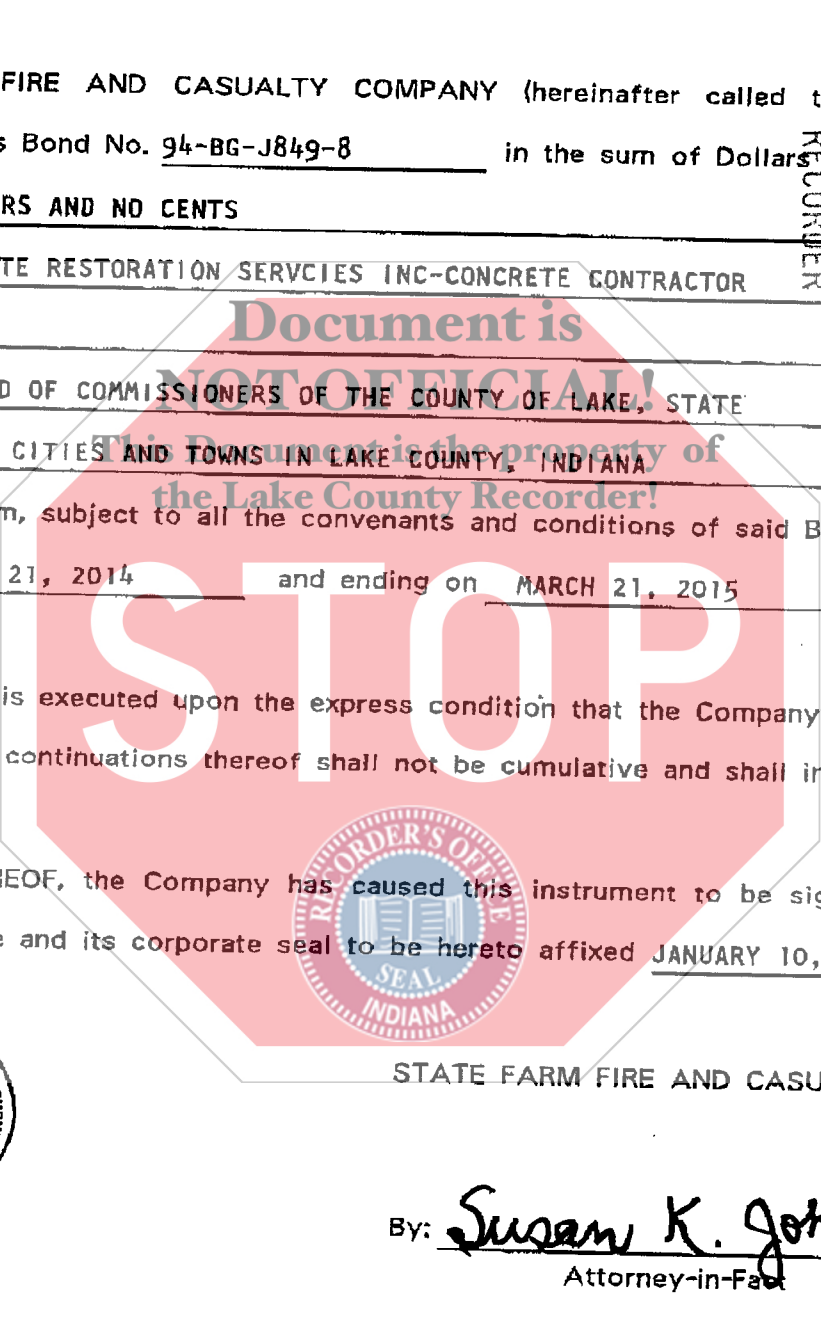 FIRE AND CASUALTY COMPANY (hereinafter called t
s Bond No. 94-BG-J849-8 in the sum of Dollars
RECORDER
RS AND NO CENTS
TE RESTORATION SERVCIES INC-CONCRETE CONTRACTOR
Document is
NOT OFFICIAL!
D OF COMMISSIONERS OF THE COUNTY OF LAKE, STATE
This Document is the property of
CITIES AND TOWNS IN LAKE COUNTY, INDIANA
the Lake County Recorder!
m, subject to all the convenants and conditions of said B
21, 2014 and ending on MARCH 21, 2015
STOP
is executed upon the express condition that the Company
continuations thereof shall not be cumulative and shall in
RECORDER'S OFFICE
EOF, the Company has caused this instrument to be sig
e and its corporate seal to be hereto affixed JANUARY 10,
SEAL
INDIANA
STATE FARM FIRE AND CASU
By: Susan K. Joh
Attorney-in-Fact